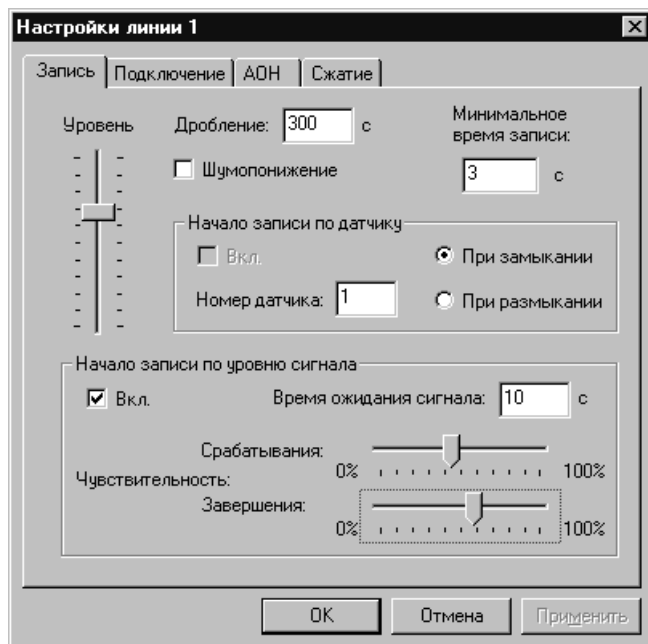 Настройки линии 1
Запись Подключение АОН Сжатие
Уровень
Дробление: 300 с
Минимальное
время записи:
Шумопонижение
3 с
Начало записи по датчику
Вкл.
При замыкании
Номер датчика: 1
При размыкании
Начало записи по уровню сигнала
Вкл.
Время ожидания сигнала: 10 с
Срабатывания:
0% 100%
Чувствительность:
Завершения:
0% 100%
OK Отмена Применить